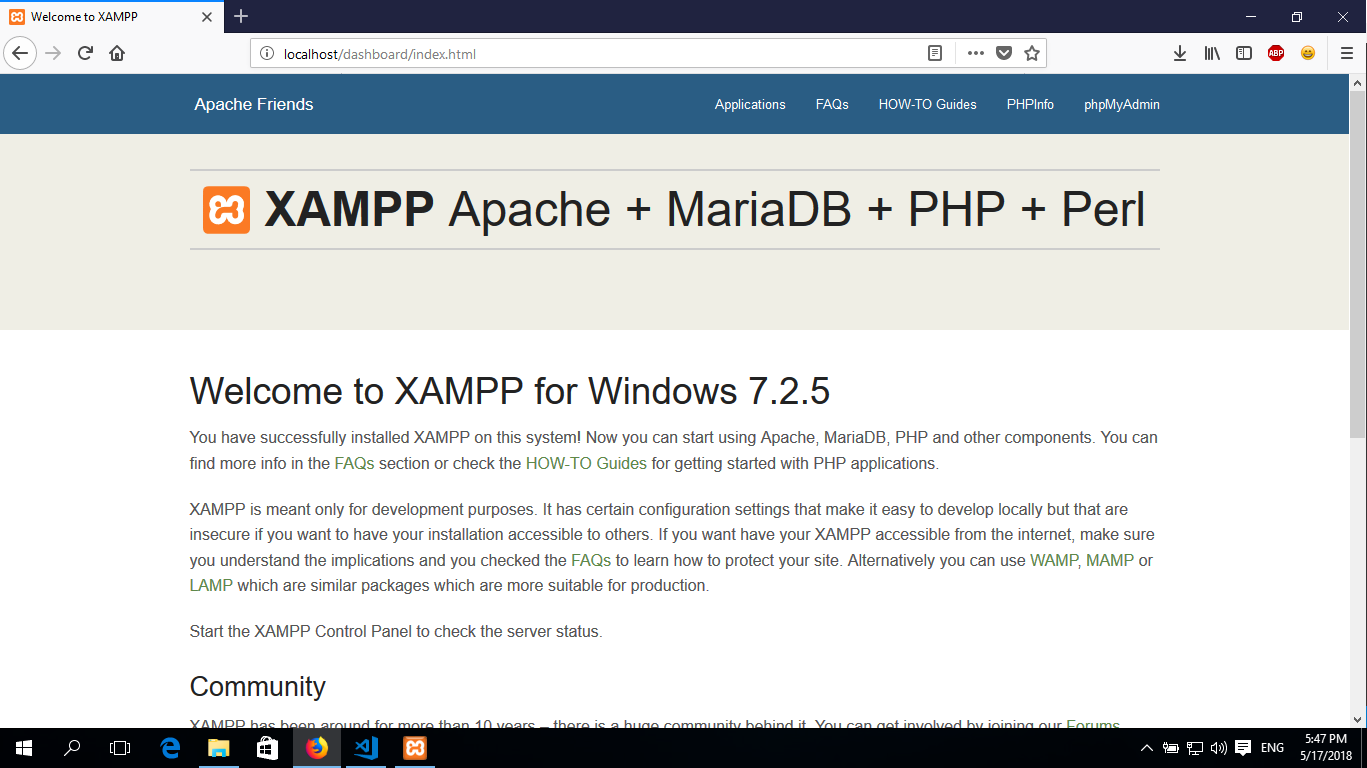 Welcome to XAMPP
localhost/dashboard/index.html
ABP
Apache Friends
Applications
FAQs
HOW-TO Guides
PHPInfo
phpMyAdmin
XAMPP Apache + MariaDB + PHP + Perl
Welcome to XAMPP for Windows 7.2.5
You have successfully installed XAMPP on this system! Now you can start using Apache, MariaDB, PHP and other components. You can
find more info in the FAQs section or check the HOW-TO Guides for getting started with PHP applications.
XAMPP is meant only for development purposes. It has certain configuration settings that make it easy to develop locally but that are
insecure if you want to have your installation accessible to others. If you want have your XAMPP accessible from the internet, make sure
you understand the implications and you checked the FAQs to learn how to protect your site. Alternatively you can use WAMP, MAMP or
LAMP which are similar packages which are more suitable for production.
Start the XAMPP Control Panel to check the server status.
Community
XAMPP has been around for more than 10 years – there is a huge community behind it. You can get involved by joining our Forums,
ENG
5:47 PM
5/17/2018